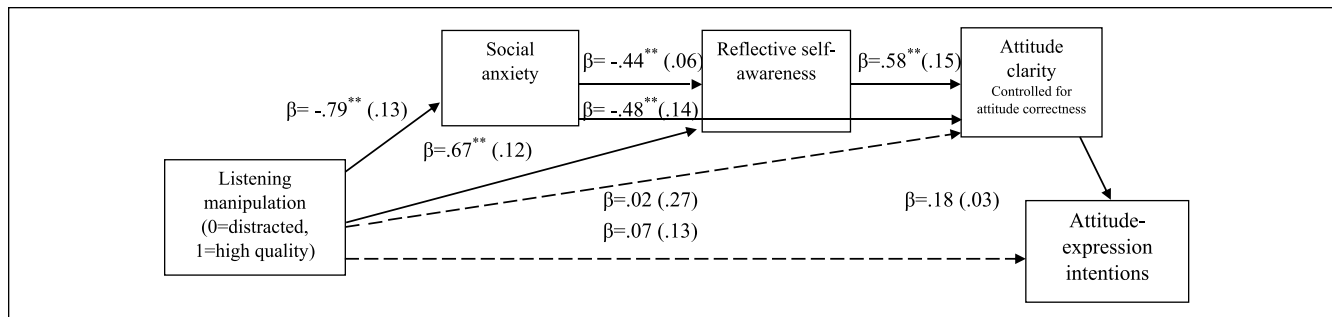 Social
anxiety
β= -.44** (.06)
Reflective self-
awareness
β=.58** (.15)
Attitude
clarity
Controlled for
attitude correctness
β= -.79** (.13)
β= -.48** (.14)
β=.67** (.12)
Listening
manipulation
(0=distracted,
1=high quality)
β=.02 (.27)
β=.07 (.13)
β=.18 (.03)
Attitude-
expression
intentions